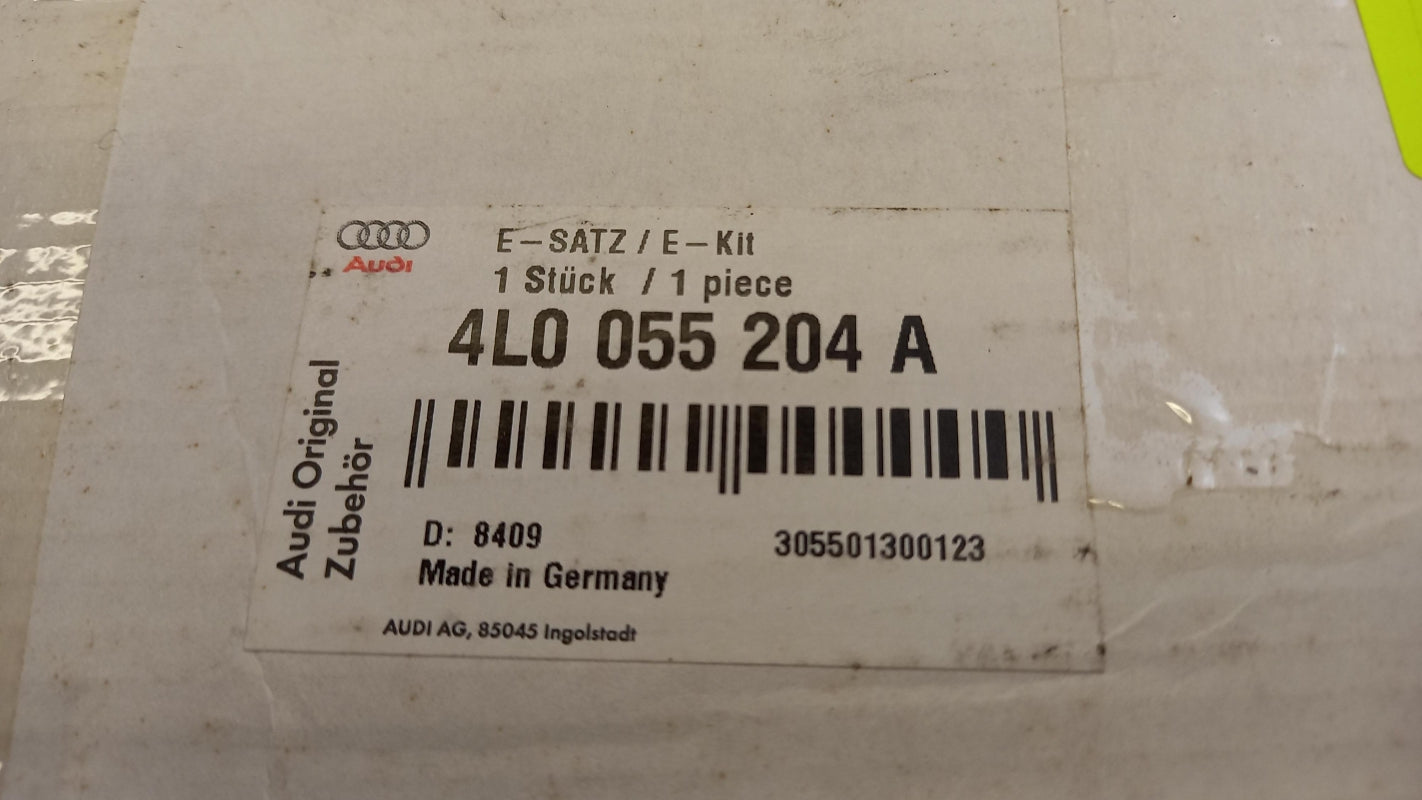 Audi
E-SATZ / E-Kit
1 Stück / 1 piece
4L0 055 204 A
Audi Original
Zubehör
D: 8409
305501300123
Made in Germany
AUDI AG, 85045 Ingolstadt